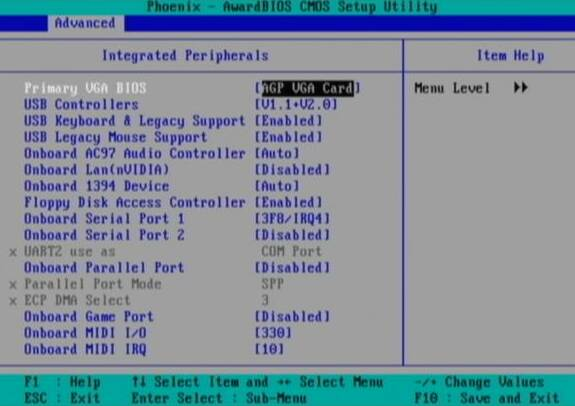 Phoenix - AwardBIOS CMOS Setup Utility
Advanced
Integrated Peripherals
Item Help
Primary VGA BIOS [AGP VGA Card]
Menu Level ▶▶
USB Controllers [V1.1+V2.0]
USB Keyboard & Legacy Support [Enabled]
USB Legacy Mouse Support [Enabled]
Onboard AC97 Audio Controller [Auto]
Onboard Lan(nVIDIA) [Disabled]
Onboard 1394 Device [Auto]
Floppy Disk Access Controller [Enabled]
Onboard Serial Port 1 [3F8/IRQ4]
Onboard Serial Port 2 [Disabled]
x UART2 use as COM Port
Onboard Parallel Port [Disabled]
x Parallel Port Mode SPP
x ECP DMA Select 3
Onboard Game Port [Disabled]
Onboard MIDI I/O [330]
Onboard MIDI IRQ [10]
F1 : Help ↑↓ Select Item and →← Select Menu -/+ Change Values
ESC : Exit Enter Select : Sub-Menu F10 : Save and Exit